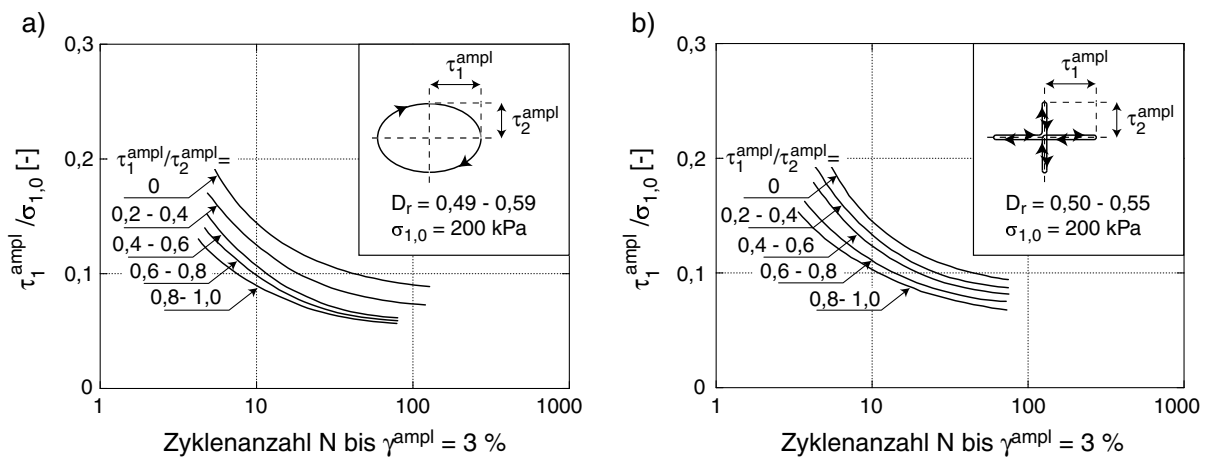 a)
0,3
0,2
0,1
0
τ₁ᵃᵐᵖˡ/σ₁,₀ [-]
τ₁ᵃᵐᵖˡ
τ₂ᵃᵐᵖˡ
τ₁ᵃᵐᵖˡ/τ₂ᵃᵐᵖˡ=
0
0,2 - 0,4
0,4 - 0,6
0,6 - 0,8
0,8- 1,0
Dᵣ = 0,49 - 0,59
σ₁,₀ = 200 kPa
1 10 100 1000
Zyklenanzahl N bis γᵃᵐᵖˡ = 3 %
b)
0,3
0,2
0,1
0
τ₁ᵃᵐᵖˡ/σ₁,₀ [-]
τ₁ᵃᵐᵖˡ
τ₂ᵃᵐᵖˡ
τ₁ᵃᵐᵖˡ/τ₂ᵃᵐᵖˡ=
0
0,2 - 0,4
0,4 - 0,6
0,6 - 0,8
0,8- 1,0
Dᵣ = 0,50 - 0,55
σ₁,₀ = 200 kPa
1 10 100 1000
Zyklenanzahl N bis γᵃᵐᵖˡ = 3 %